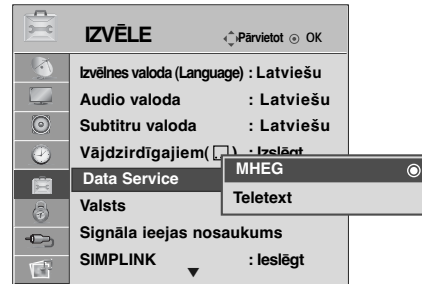 IZVĒLE Pārvietot OK
Izvēlnes valoda (Language) : Latviešu
Audio valoda : Latviešu
Subtitru valoda : Latviešu
Vājdzirdīgajiem( ) : Izslēgt
Data Service
MHEG
Teletext
Valsts
Signāla ieejas nosaukums
SIMPLINK : Ieslēgt